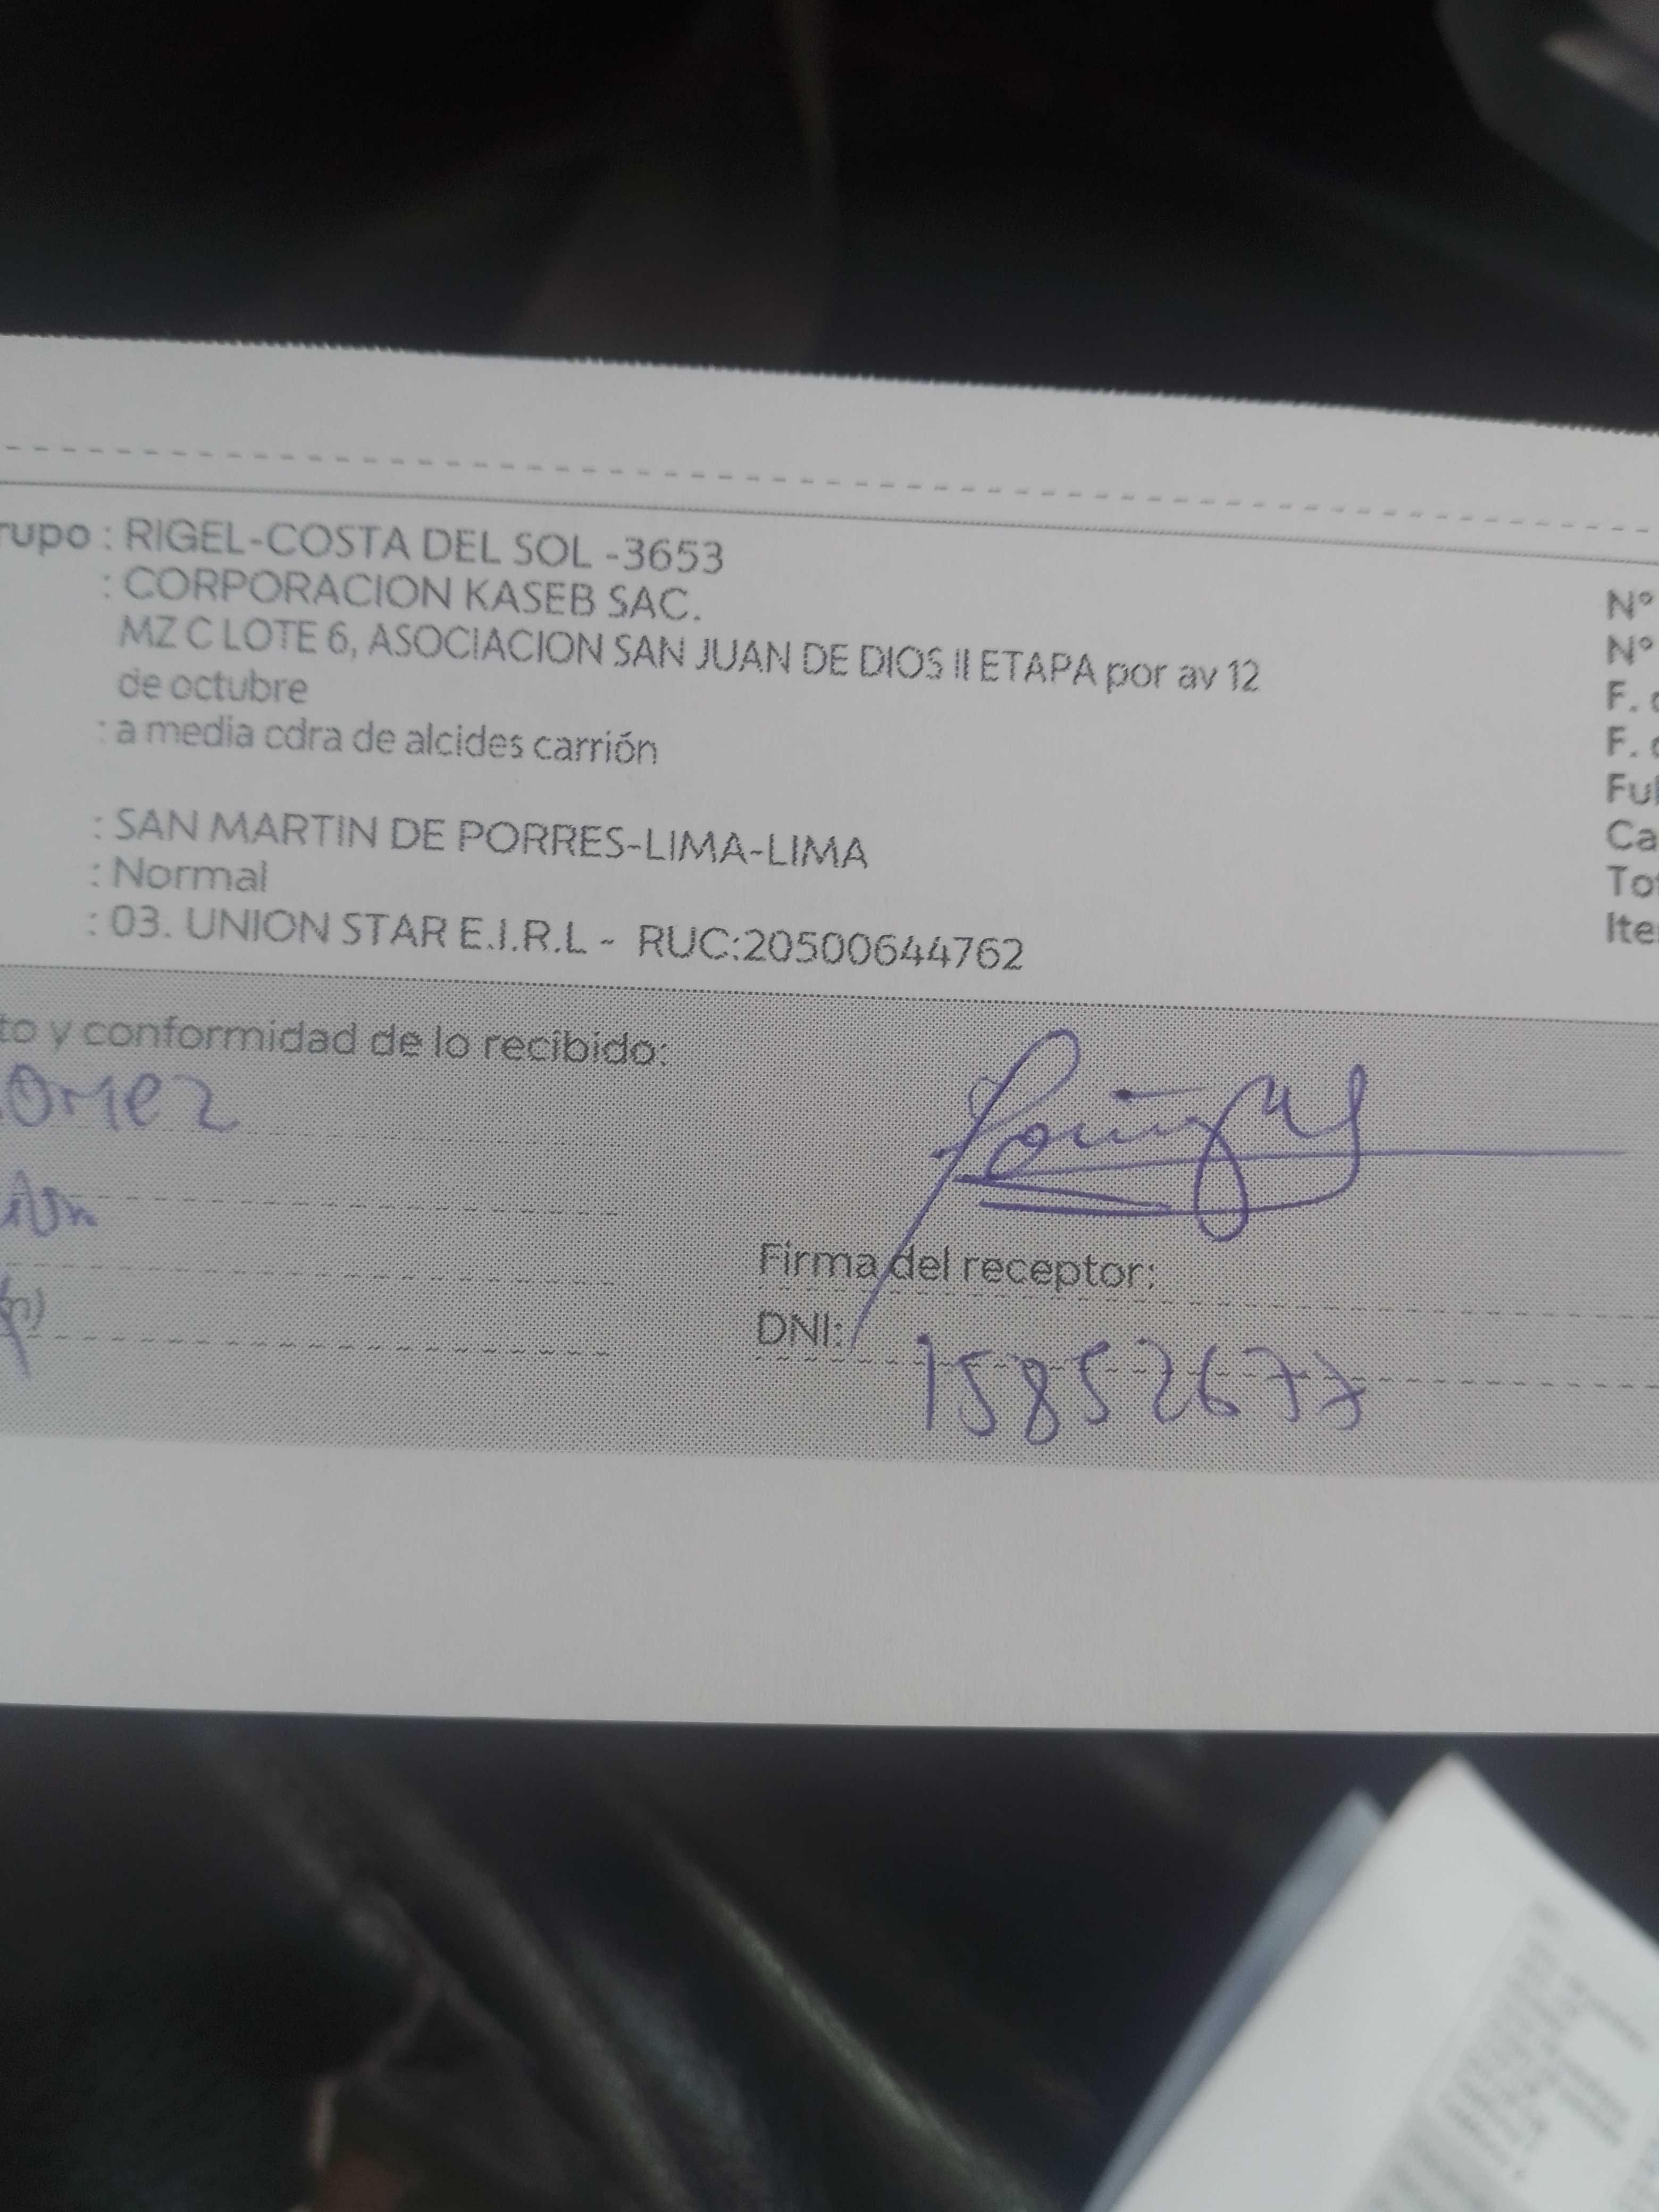 rupo : RIGEL-COSTA DEL SOL -3653
: CORPORACION KASEB SAC.
MZ C LOTE 6, ASOCIACION SAN JUAN DE DIOS II ETAPA por av 12
de octubre
: a media cdra de alcides carrión
: SAN MARTIN DE PORRES-LIMA-LIMA
: Normal
: 03. UNION STAR E.I.R.L - RUC:20500644762
N°
N°
F.
F.
Ful
Ca
To
Ite
to y conformidad de lo recibido:
omez
Firma del receptor:
DNI: 15852677